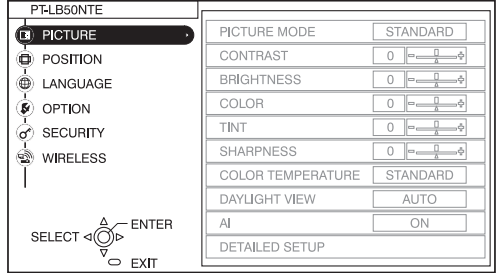 PT-LB50NTE
PICTURE
POSITION
LANGUAGE
OPTION
SECURITY
WIRELESS
SELECT
ENTER
EXIT
PICTURE MODE STANDARD
CONTRAST 0
BRIGHTNESS 0
COLOR 0
TINT 0
SHARPNESS 0
COLOR TEMPERATURE STANDARD
DAYLIGHT VIEW AUTO
AI ON
DETAILED SETUP